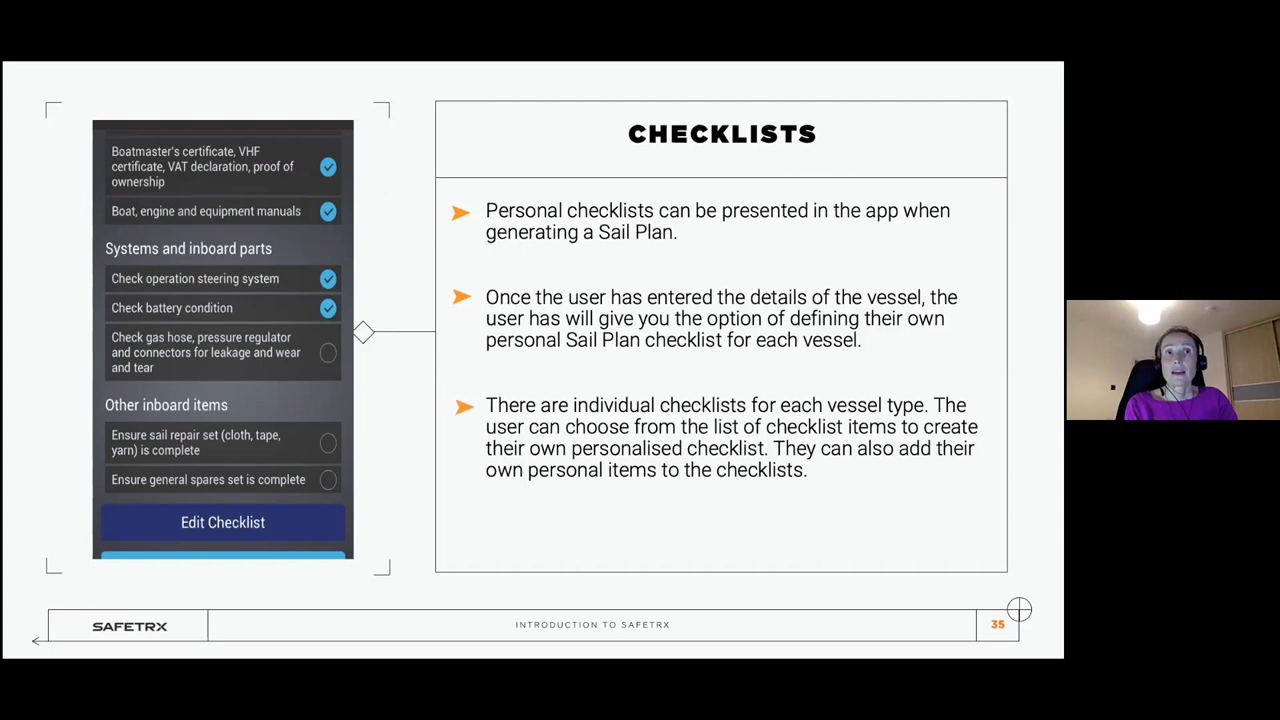 Boatmaster's certificate, VHF
certificate, VAT declaration, proof of
ownership
Boat, engine and equipment manuals
Systems and inboard parts
Check operation steering system
Check battery condition
Check gas hose, pressure regulator
and connectors for leakage and wear
and tear
Other inboard items
Ensure sail repair set (cloth, tape,
yarn) is complete
Ensure general spares set is complete
Edit Checklist
CHECKLISTS
Personal checklists can be presented in the app when
generating a Sail Plan.
Once the user has entered the details of the vessel, the
user has will give you the option of defining their own
personal Sail Plan checklist for each vessel.
There are individual checklists for each vessel type. The
user can choose from the list of checklist items to create
their own personalised checklist. They can also add their
own personal items to the checklists.
SAFETRX
INTRODUCTION TO SAFETRX
35